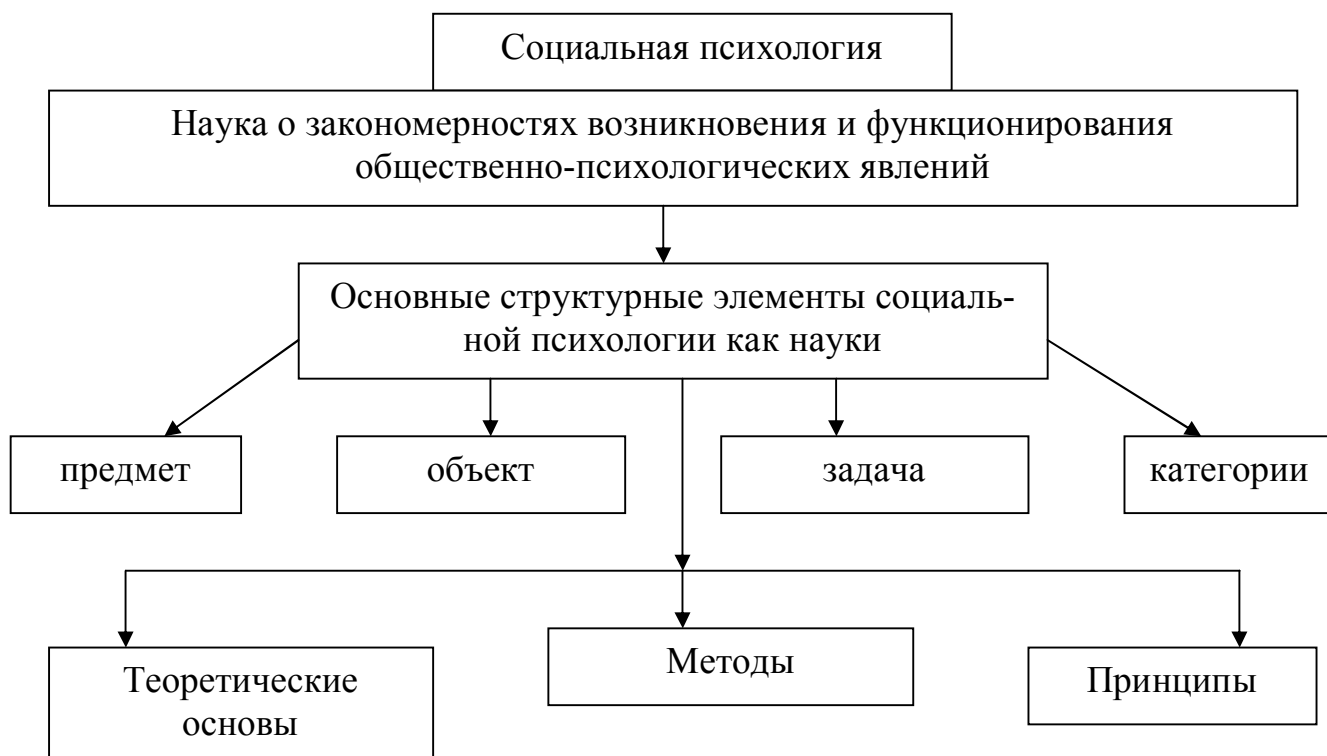 Социальная психология
Наука о закономерностях возникновения и функционирования
общественно-психологических явлений
Основные структурные элементы социаль-
ной психологии как науки
предмет
объект
задача
категории
Теоретические
основы
Методы
Принципы